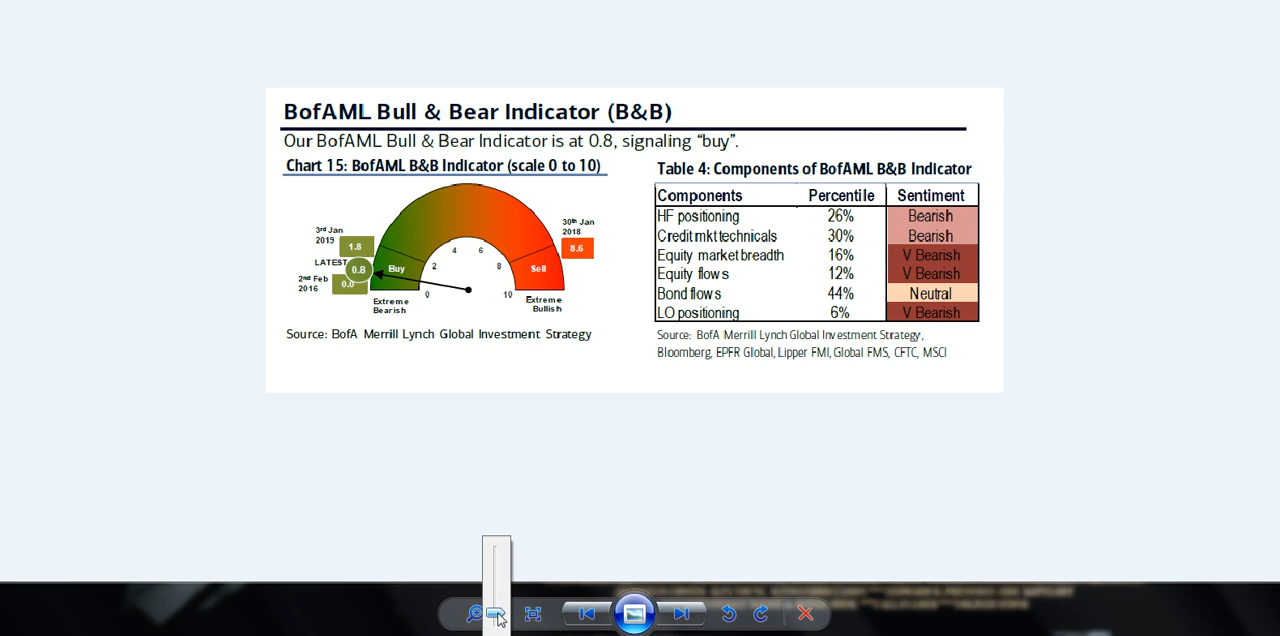 BofAML Bull & Bear Indicator (B&B)
Our BofAML Bull & Bear Indicator is at 0.8, signaling “buy”.
Chart 15: BofAML B&B Indicator (scale 0 to 10)
3rd Jan
2019
1.8
LATEST
0.8
2nd Feb
2016
0.0
Buy
0
2
4
6
8
10
Sell
30th Jan
2018
8.6
Extreme
Bearish
Extreme
Bullish
Source: BofA Merrill Lynch Global Investment Strategy
Table 4: Components of BofAML B&B Indicator
Components Percentile Sentiment
HF positioning 26% Bearish
Credit mkt technicals 30% Bearish
Equity market breadth 16% V Bearish
Equity flows 12% V Bearish
Bond flows 44% Neutral
LO positioning 6% V Bearish
Source: BofA Merrill Lynch Global Investment Strategy,
Bloomberg, EPFR Global, Lipper FMI, Global FMS, CFTC, MSCI